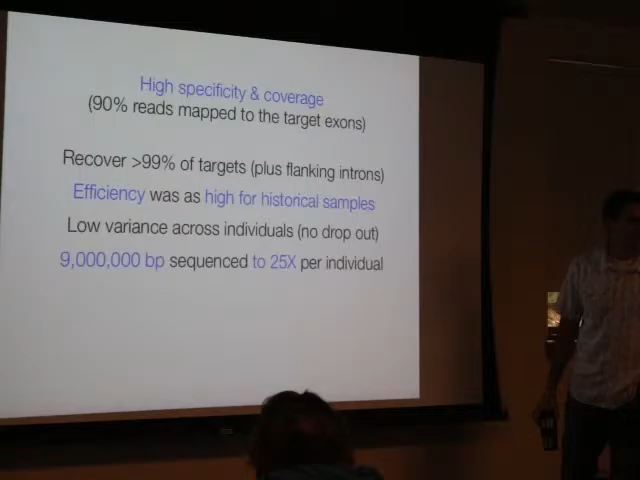 High specificity & coverage
(90% reads mapped to the target exons)
Recover >99% of targets (plus flanking introns)
Efficiency was as high for historical samples
Low variance across individuals (no drop out)
9,000,000 bp sequenced to 25X per individual